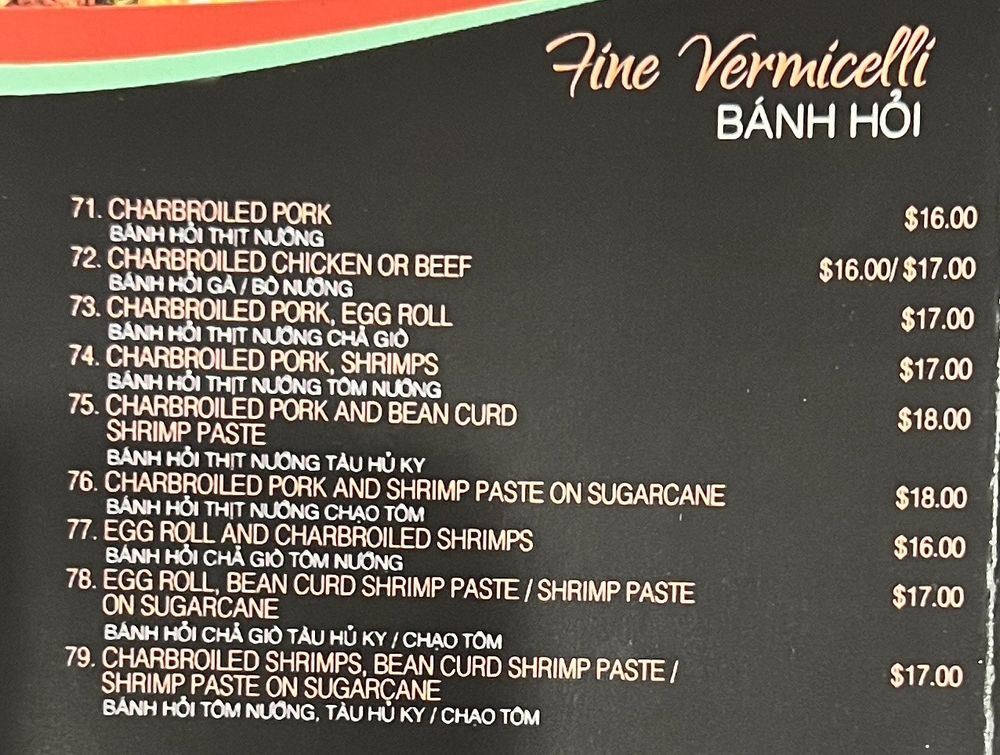 Fine Vermicelli
BÁNH HỎI
71. CHARBROILED PORK $16.00
BÁNH HỎI THỊT NƯỚNG
72. CHARBROILED CHICKEN OR BEEF $16.00/ $17.00
BÁNH HỎI GÀ / BÒ NƯỚNG
73. CHARBROILED PORK, EGG ROLL $17.00
BÁNH HỎI THỊT NƯỚNG CHẢ GIÒ
74. CHARBROILED PORK, SHRIMPS $17.00
BÁNH HỎI THỊT NƯỚNG TÔM NƯỚNG
75. CHARBROILED PORK AND BEAN CURD $18.00
SHRIMP PASTE
BÁNH HỎI THỊT NƯỚNG TÀU HỦ KY
76. CHARBROILED PORK AND SHRIMP PASTE ON SUGARCANE $18.00
BÁNH HỎI THỊT NƯỚNG CHẠO TÔM
77. EGG ROLL AND CHARBROILED SHRIMPS $16.00
BÁNH HỎI CHẢ GIÒ TÔM NƯỚNG
78. EGG ROLL, BEAN CURD SHRIMP PASTE / SHRIMP PASTE $17.00
ON SUGARCANE
BÁNH HỎI CHẢ GIÒ TÀU HỦ KY / CHẠO TÔM
79. CHARBROILED SHRIMPS, BEAN CURD SHRIMP PASTE / $17.00
SHRIMP PASTE ON SUGARCANE
BÁNH HỎI TÔM NƯỚNG, TÀU HỦ KY / CHẠO TÔM